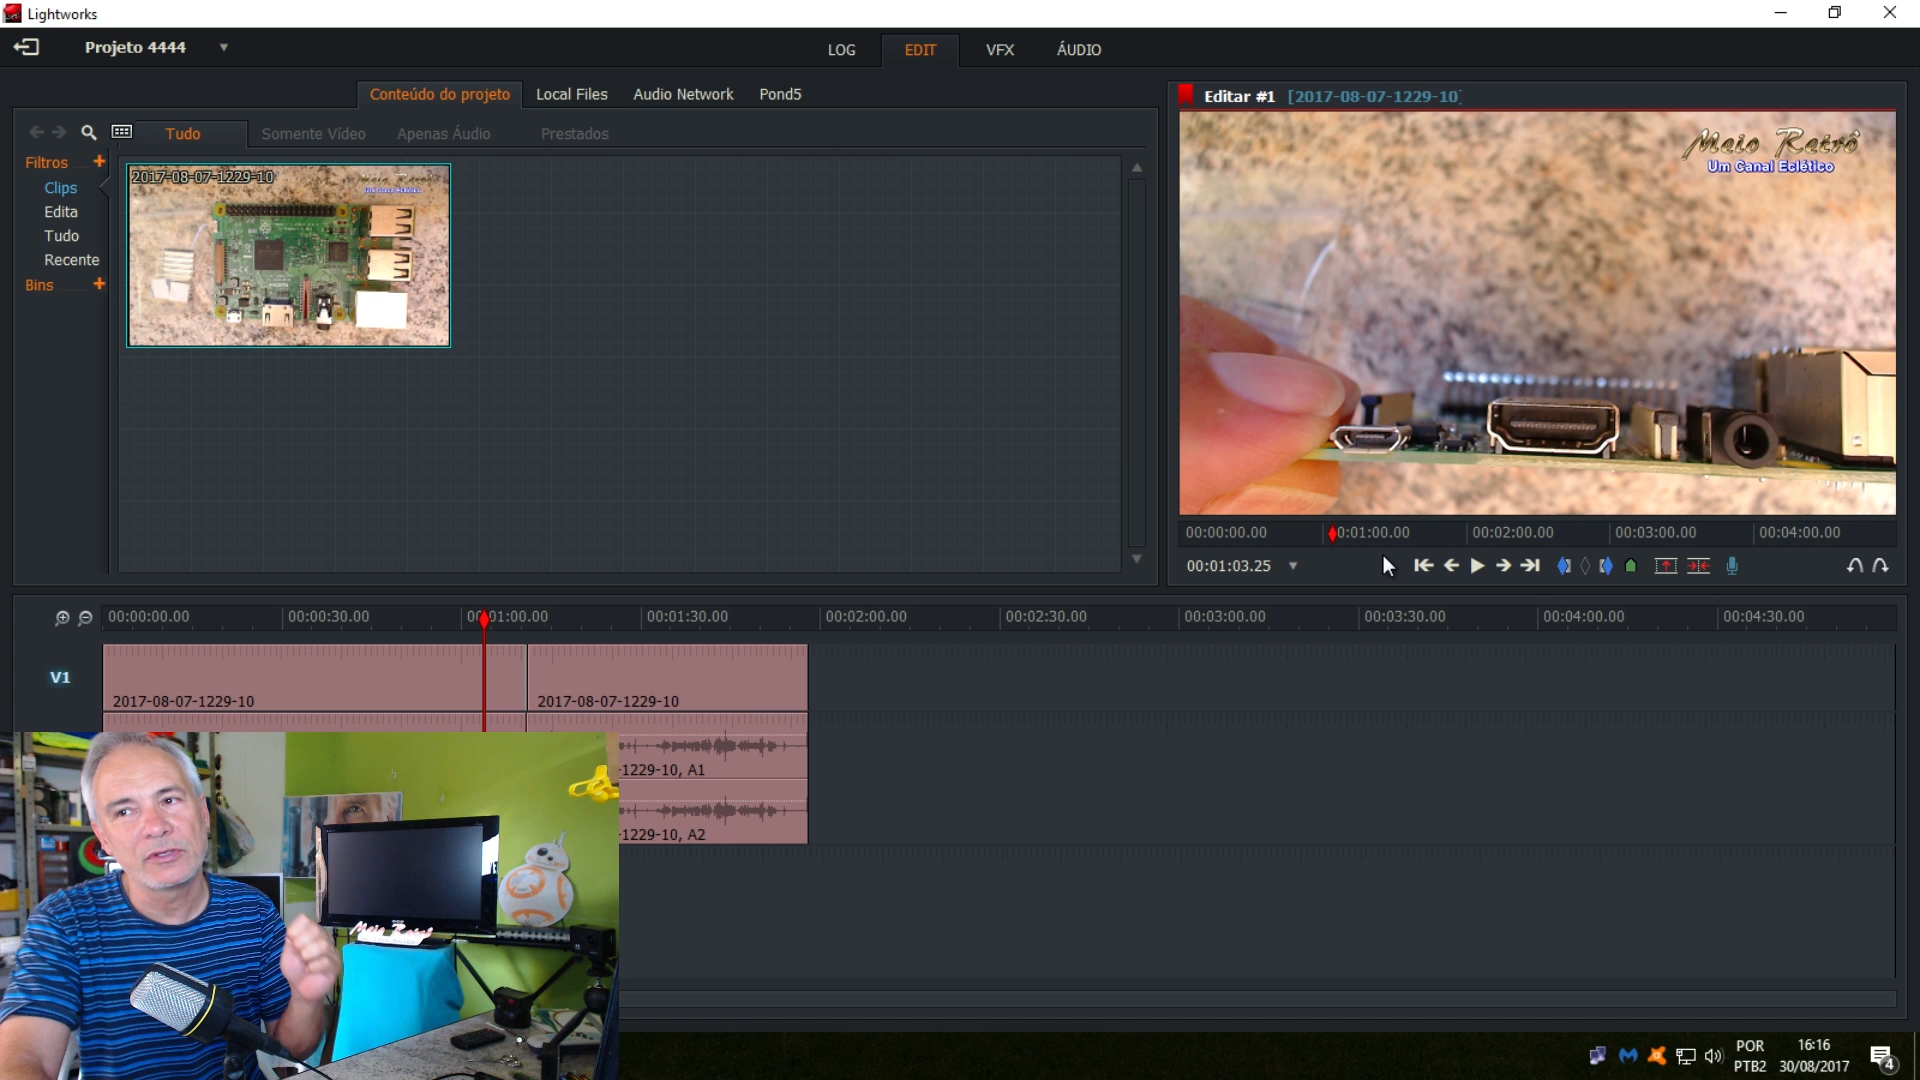 Lightworks
Projeto 4444
LOG
EDIT
VFX
ÁUDIO
Conteúdo do projeto
Local Files
Audio Network
Pond5
Editar #1 [2017-08-07-1229-10]
Tudo
Somente Vídeo
Apenas Áudio
Prestados
Filtros
Clips
Edita
Tudo
Recente
Bins
2017-08-07-1229-10
Meio Retrô
Um Canal Eclético
00:00:00.00
0:01:00.00
00:02:00.00
00:03:00.00
00:04:00.00
00:01:03.25
00:00:00.00
00:00:30.00
00:01:00.00
00:01:30.00
00:02:00.00
00:02:30.00
00:03:00.00
00:03:30.00
00:04:00.00
00:04:30.00
V1
2017-08-07-1229-10
2017-08-07-1229-10
-1229-10, A1
-1229-10, A2
Meio Retrô
POR
PTB2
16:16
30/08/2017
4